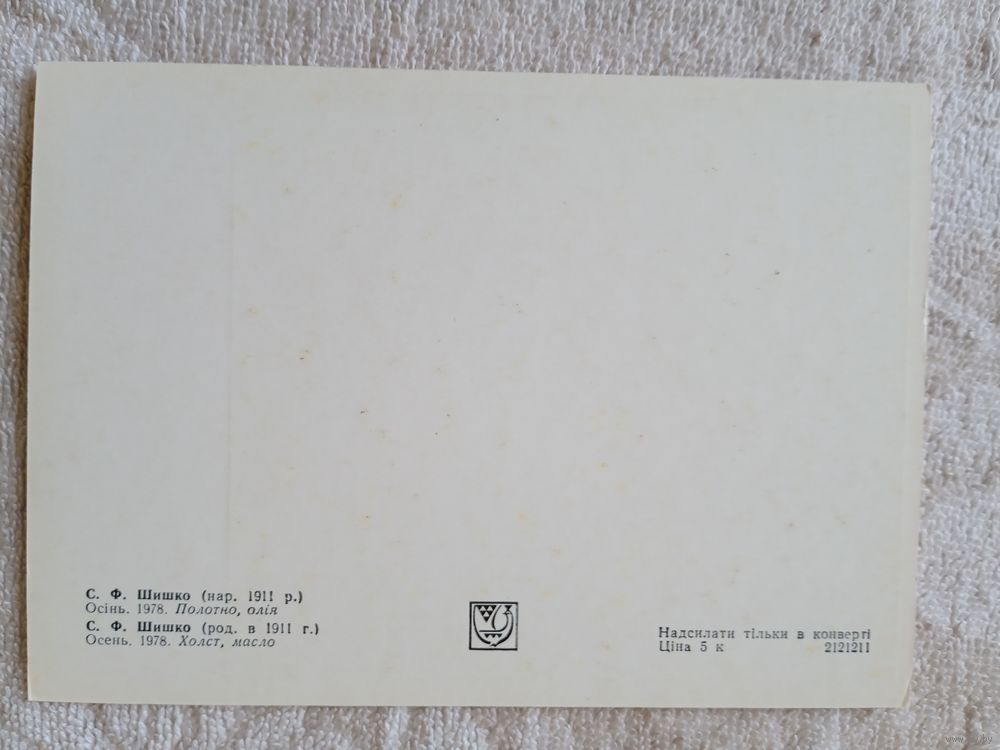 С. Ф. Шишко (нар. 1911 р.)
Осінь. 1978. Полотно, олія
С. Ф. Шишко (род. в 1911 г.)
Осень. 1978. Холст, масло
Надсилати тільки в конверті
Ціна 5 к 2121211